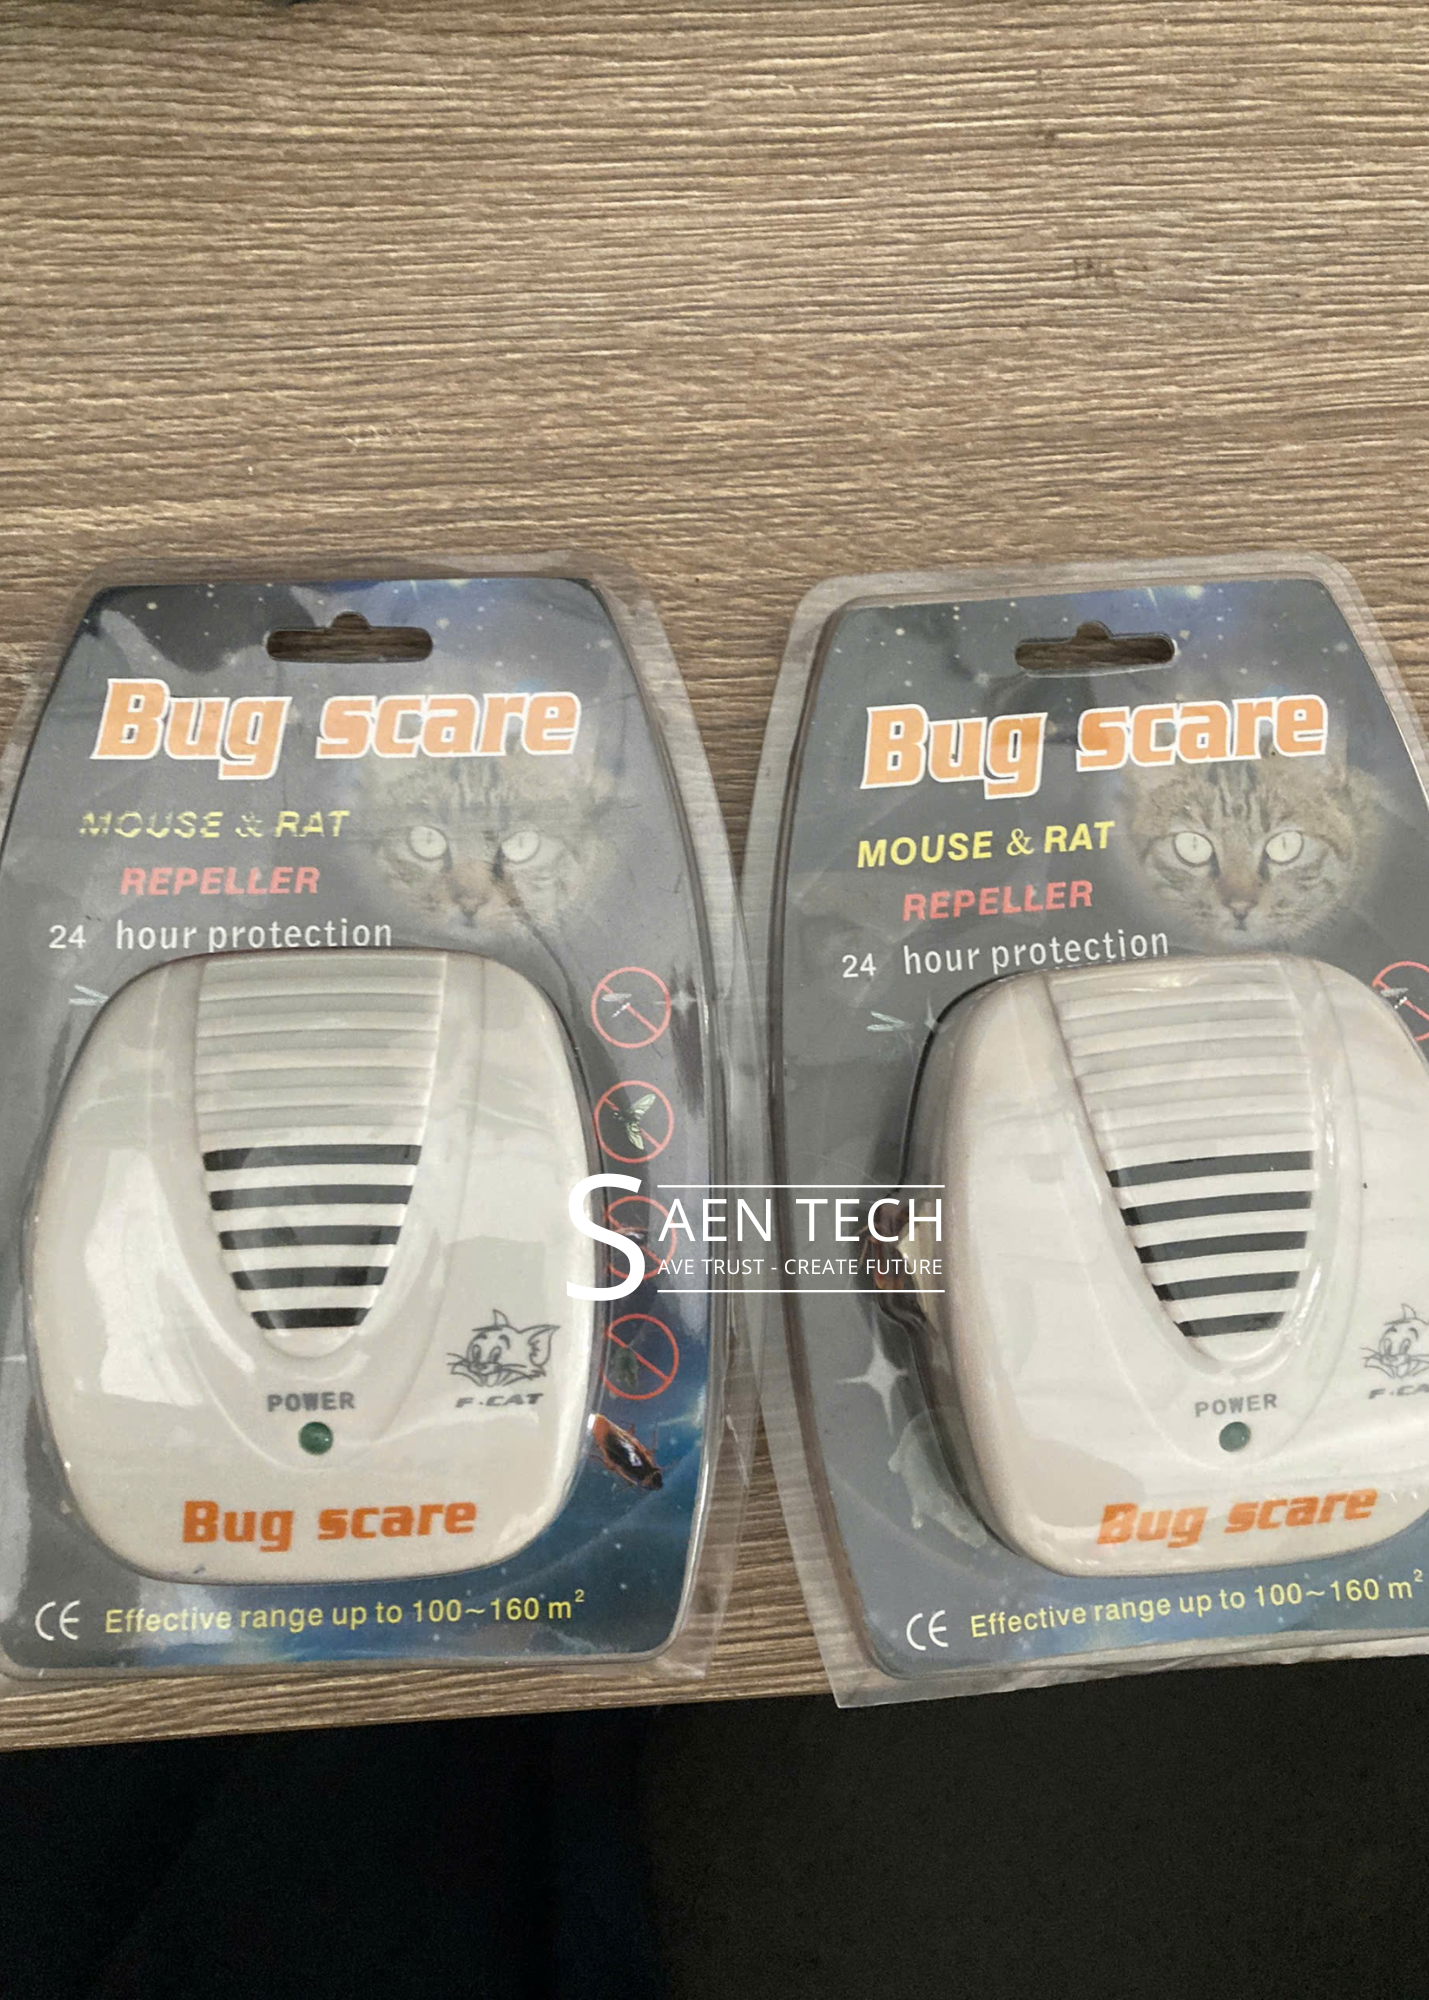 Bug scare
MOUSE & RAT
REPELLER
24 hour protection
POWER
F·CAT
Bug scare
CE Effective range up to 100~160 m²
Bug scare
MOUSE & RAT
REPELLER
24 hour protection
POWER
F·CA
Bug scare
CE Effective range up to 100~160 m²
SAEN TECH
SAVE TRUST - CREATE FUTURE